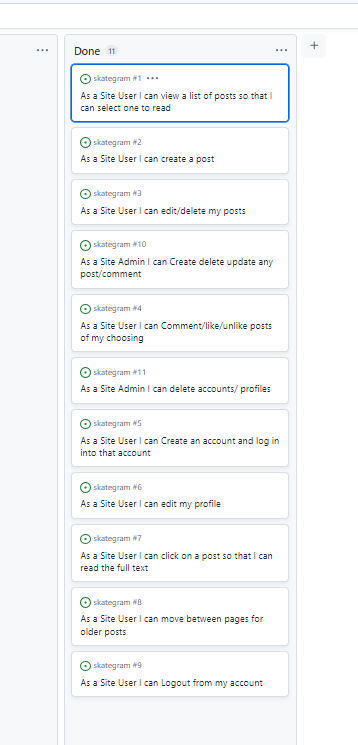 Done 11
skategram #1
As a Site User I can view a list of posts so that I
can select one to read
skategram #2
As a Site User I can create a post
skategram #3
As a Site User I can edit/delete my posts
skategram #10
As a Site Admin I can Create delete update any
post/comment
skategram #4
As a Site User I can Comment/like/unlike posts
of my choosing
skategram #11
As a Site Admin I can delete accounts/ profiles
skategram #5
As a Site User I can Create an account and log in
into that account
skategram #6
As a Site User I can edit my profile
skategram #7
As a Site User I can click on a post so that I can
read the full text
skategram #8
As a Site User I can move between pages for
older posts
skategram #9
As a Site User I can Logout from my account